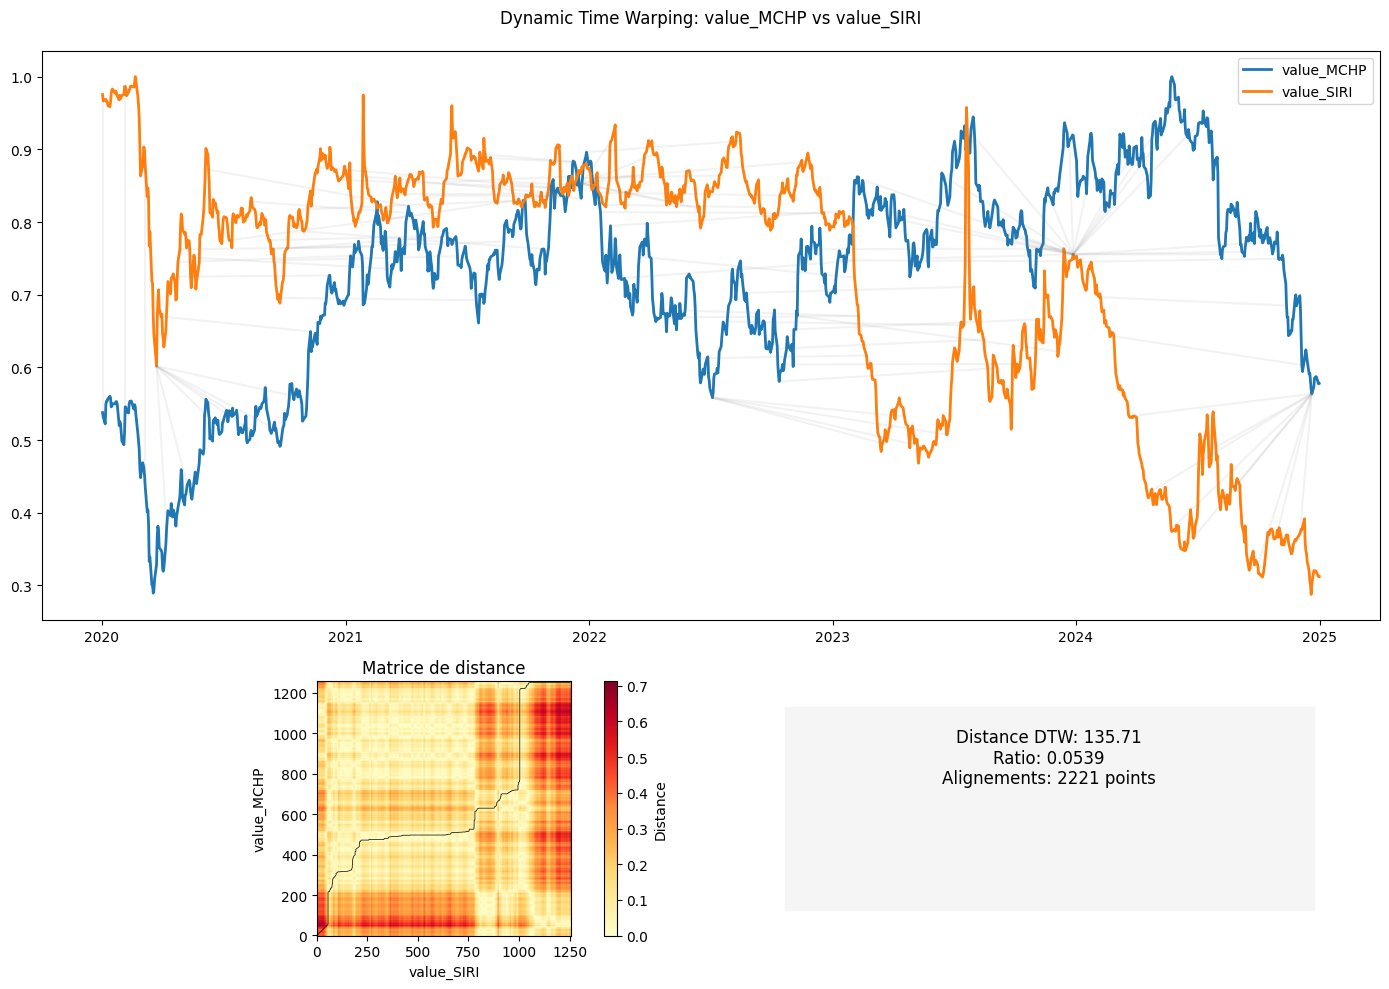 Dynamic Time Warping: value_MCHP vs value_SIRI
value_MCHP
value_SIRI
1.0
0.9
0.8
0.7
0.6
0.5
0.4
0.3
2020 2021 2022 2023 2024 2025
Matrice de distance
value_MCHP
1200
1000
800
600
400
200
0
0 250 500 750 1000 1250
value_SIRI
0.7
0.6
0.5
0.4
0.3
0.2
0.1
0.0
Distance
Distance DTW: 135.71
Ratio: 0.0539
Alignements: 2221 points